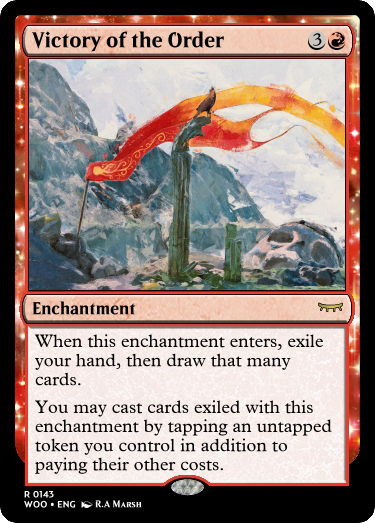 Victory of the Order 3
Enchantment
When this enchantment enters, exile
your hand, then draw that many
cards.
You may cast cards exiled with this
enchantment by tapping an untapped
token you control in addition to
paying their other costs.
R 0143
WOO • ENG R.A MARSH